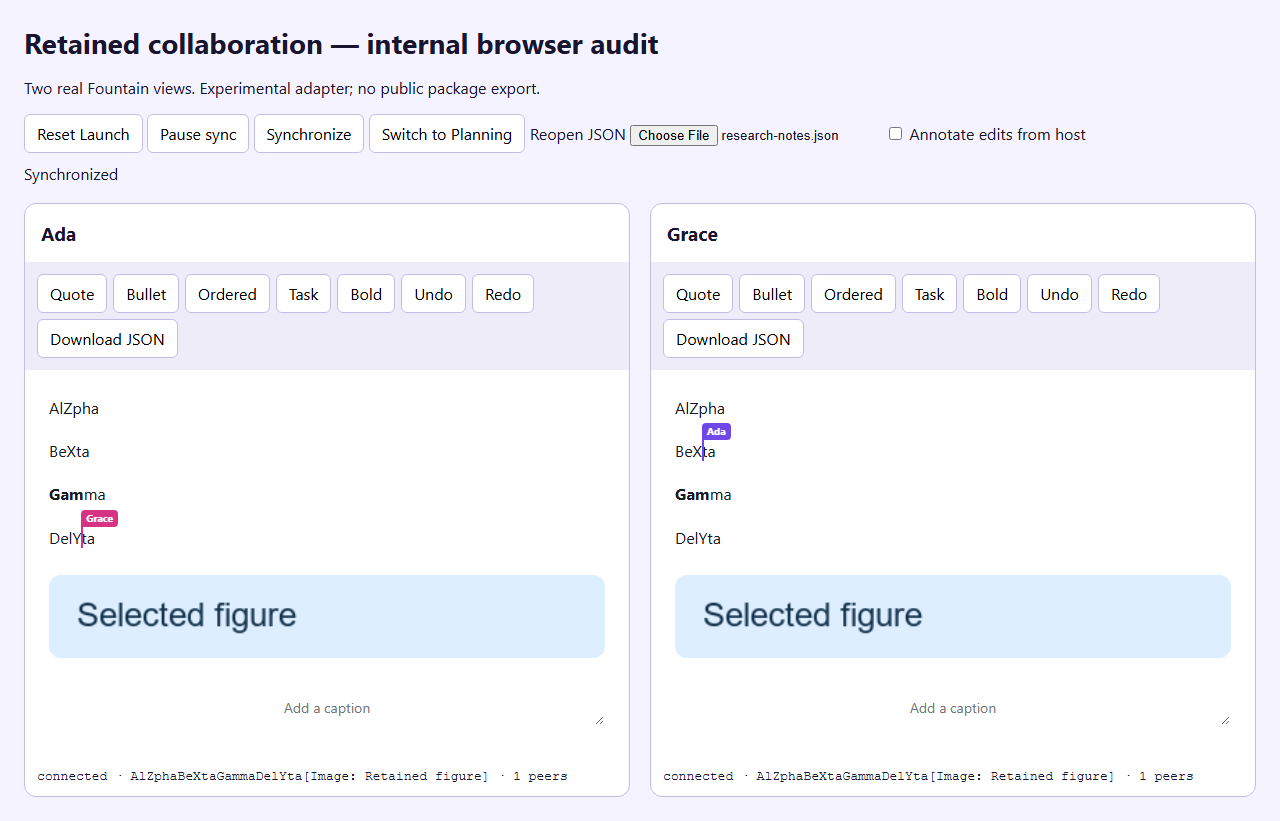 Retained collaboration — internal browser audit
Two real Fountain views. Experimental adapter; no public package export.
Reset Launch Pause sync Synchronize Switch to Planning Reopen JSON Choose File research-notes.json Annotate edits from host
Synchronized
Ada
Quote Bullet Ordered Task Bold Undo Redo
Download JSON
AlZpha
BeXta
Gamma
Grace
DelYta
Selected figure
Add a caption
connected · AlZphaBeXtaGammaDelYta[Image: Retained figure] · 1 peers
Grace
Quote Bullet Ordered Task Bold Undo Redo
Download JSON
AlZpha
Ada
BeXta
Gamma
DelYta
Selected figure
Add a caption
connected · AlZphaBeXtaGammaDelYta[Image: Retained figure] · 1 peers